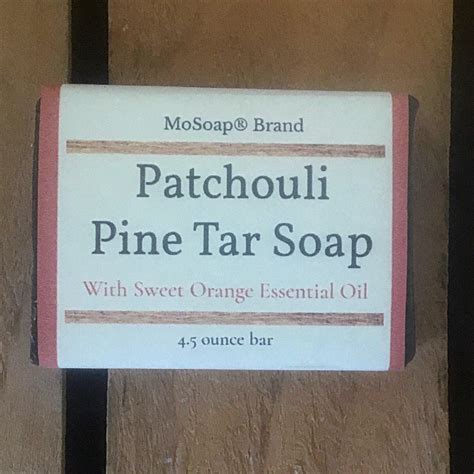 MoSoap® Brand
Patchouli
Pine Tar Soap
With Sweet Orange Essential Oil
4.5 ounce bar